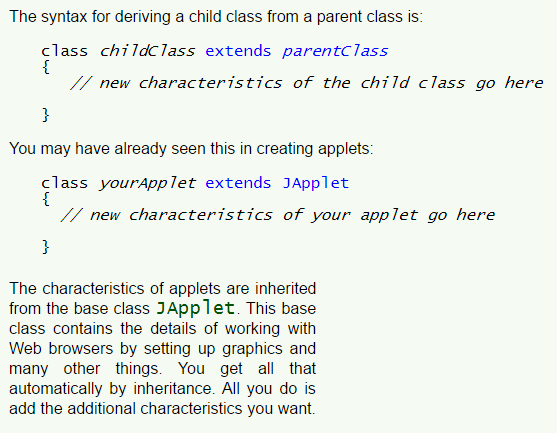 The syntax for deriving a child class from a parent class is:
class childClass extends parentClass
{
// new characteristics of the child class go here
}
You may have already seen this in creating applets:
class yourApplet extends JApplet
{
// new characteristics of your applet go here
}
The characteristics of applets are inherited
from the base class JApplet. This base
class contains the details of working with
Web browsers by setting up graphics and
many other things. You get all that
automatically by inheritance. All you do is
add the additional characteristics you want.